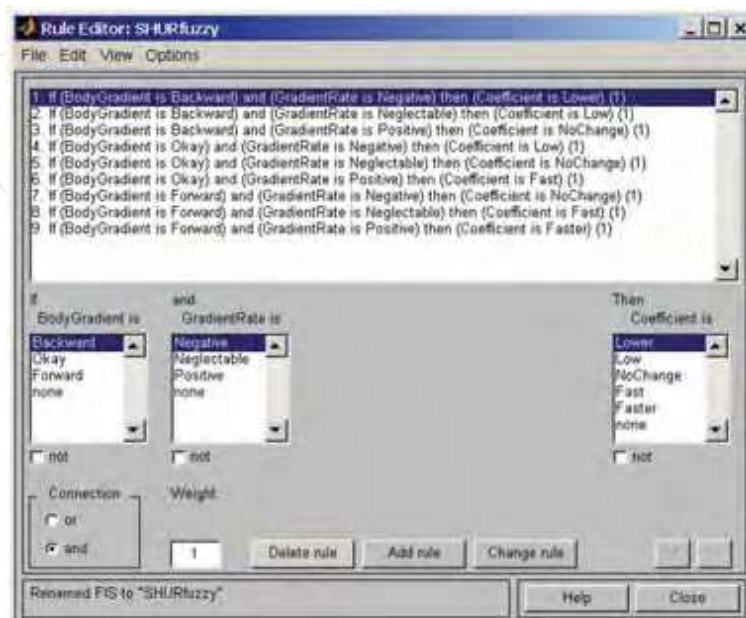 Rule Editor: SHURfuzzy
File Edit View Options
1. If (BodyGradient is Backward) and (GradientRate is Negative) then (Coefficient is Lower) (1)
2. If (BodyGradient is Backward) and (GradientRate is Neglectable) then (Coefficient is Low) (1)
3. If (BodyGradient is Backward) and (GradientRate is Positive) then (Coefficient is NoChange) (1)
4. If (BodyGradient is Okay) and (GradientRate is Negative) then (Coefficient is Low) (1)
5. If (BodyGradient is Okay) and (GradientRate is Neglectable) then (Coefficient is NoChange) (1)
6. If (BodyGradient is Okay) and (GradientRate is Positive) then (Coefficient is Fast) (1)
7. If (BodyGradient is Forward) and (GradientRate is Negative) then (Coefficient is NoChange) (1)
8. If (BodyGradient is Forward) and (GradientRate is Neglectable) then (Coefficient is Fast) (1)
9. If (BodyGradient is Forward) and (GradientRate is Positive) then (Coefficient is Faster) (1)
If and Then
BodyGradient is GradientRate is Coefficient is
Backward Negative Lower
Okay Neglectable Low
Forward Positive NoChange
none none Fast
Faster
none
not not not
Connection Weight:
or
and 1 Delete rule Add rule Change rule
Renamed FIS to "SHURfuzzy" Help Close